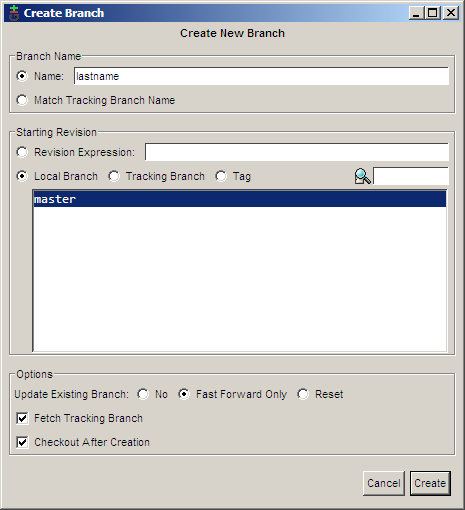 Create Branch
Create New Branch
Branch Name
Name: lastname
Match Tracking Branch Name
Starting Revision
Revision Expression:
Local Branch Tracking Branch Tag
master
Options
Update Existing Branch: No Fast Forward Only Reset
Fetch Tracking Branch
Checkout After Creation
Cancel Create